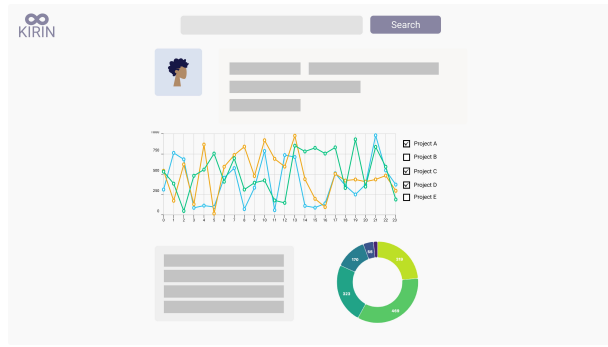 KIRIN
Search
1000
750
500
250
0
0 1 2 3 4 5 6 7 8 9 10 11 12 13 14 15 16 17 18 19 20 21 22 23
Project A
Project B
Project C
Project D
Project E
176